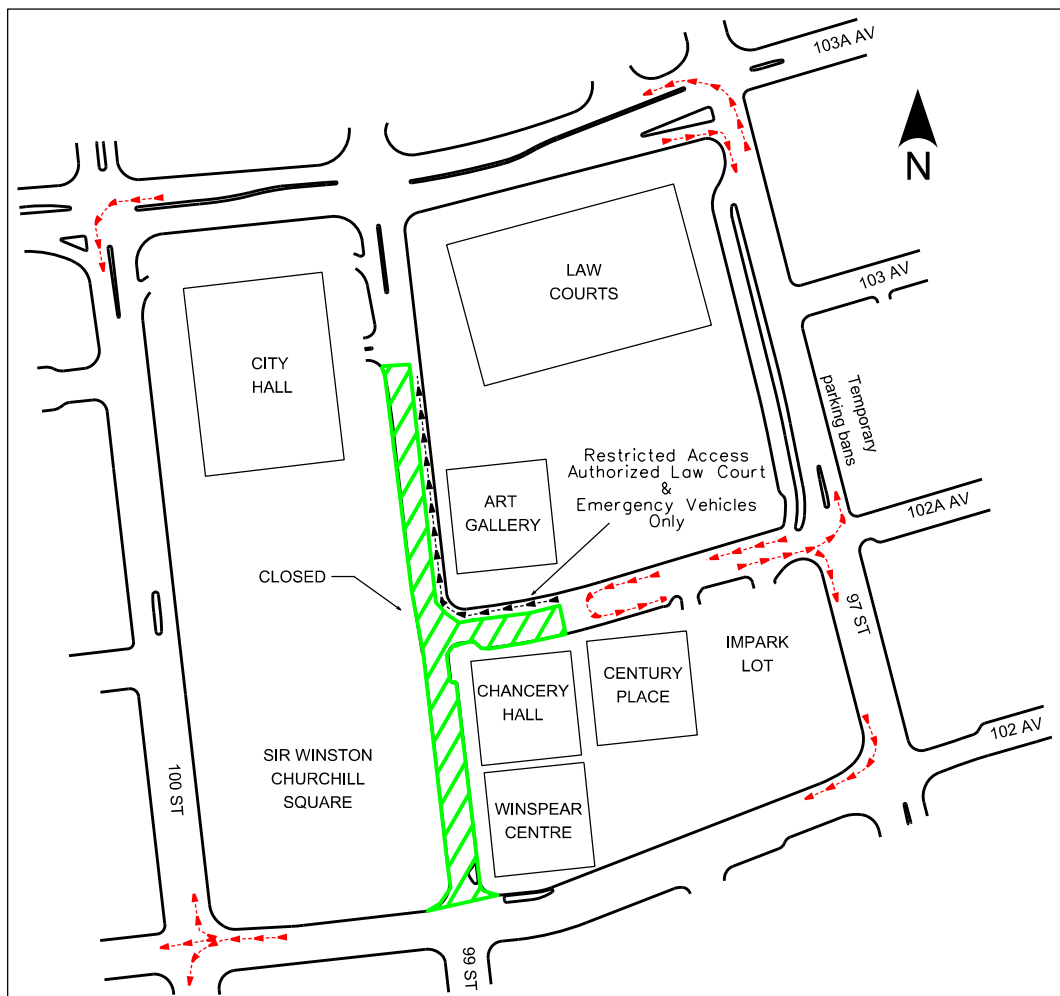 103A AV
N
LAW
COURTS
103 AV
CITY
HALL
Temporary
parking bans
Restricted Access
Authorized Law Court
&
Emergency Vehicles
Only
ART
GALLERY
102A AV
CLOSED
97 ST
IMPARK
LOT
CENTURY
PLACE
CHANCERY
HALL
102 AV
SIR WINSTON
CHURCHILL
SQUARE
100 ST
WINSPEAR
CENTRE
99 ST